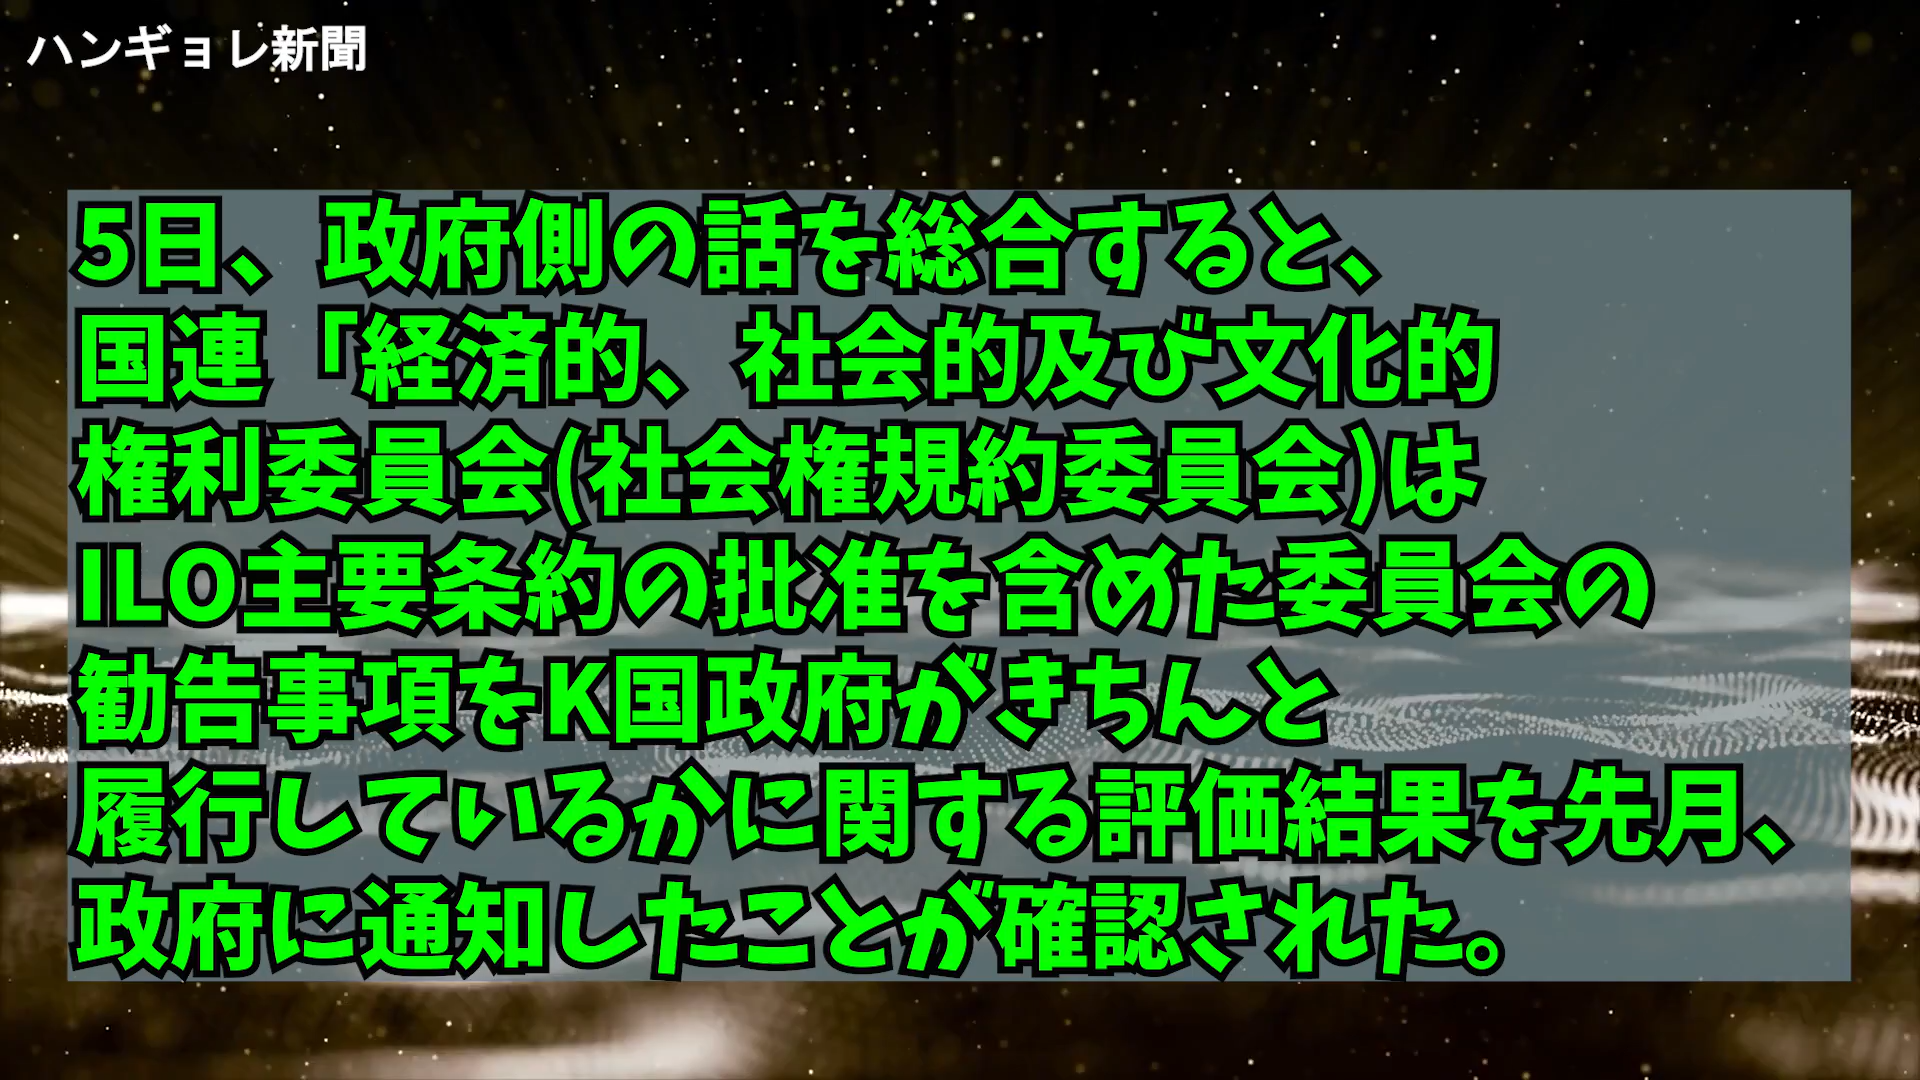 ハンギョレ新聞
5日、政府側の話を総合すると、
国連「経済的、社会的及び文化的
権利委員会(社会権規約委員会)は
ILO主要条約の批准を含めた委員会の
勧告事項をK国政府がきちんと
履行しているかに関する評価結果を先月、
政府に通知したことが確認された。